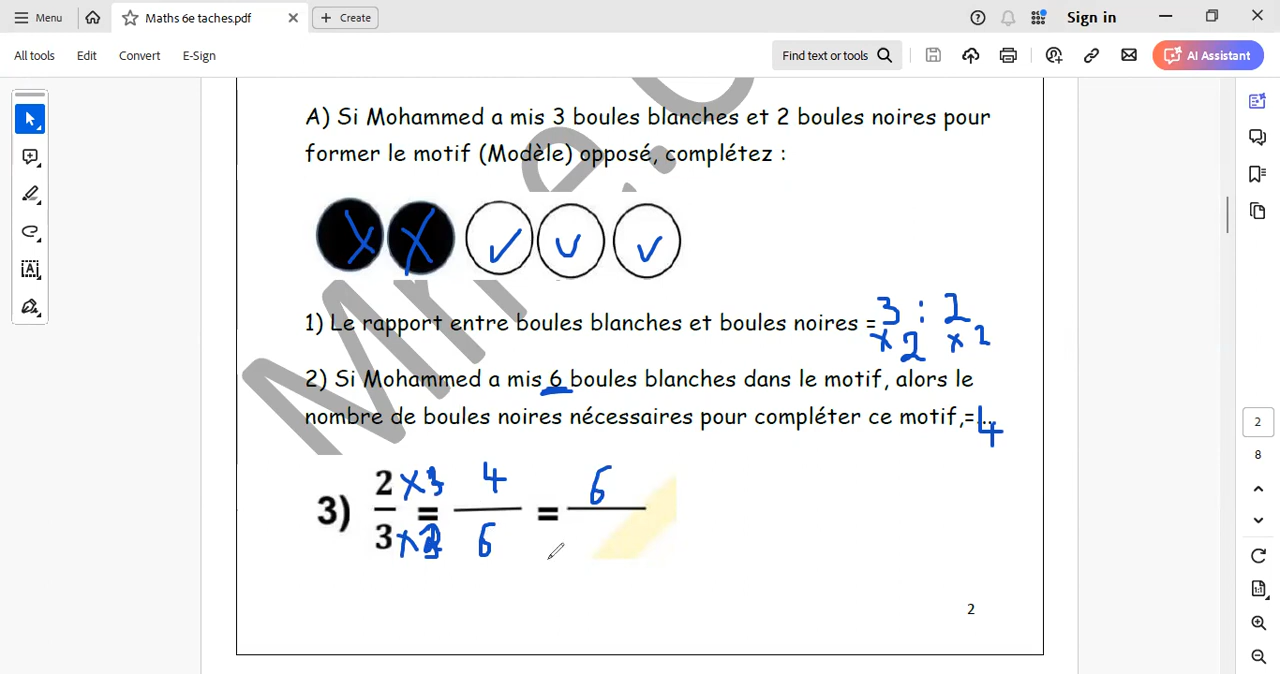 Menu
Maths 6e taches.pdf
+ Create
Sign in
All tools Edit Convert E-Sign
Find text or tools
AI Assistant
A) Si Mohammed a mis 3 boules blanches et 2 boules noires pour
former le motif (Modèle) opposé, complétez :
1) Le rapport entre boules blanches et boules noires = 3 : 2
x 2 x 2
2) Si Mohammed a mis 6 boules blanches dans le motif, alors le
nombre de boules noires nécessaires pour compléter ce motif,=... 4
3) 2/3 = 4/6 = 6/
2
2
8